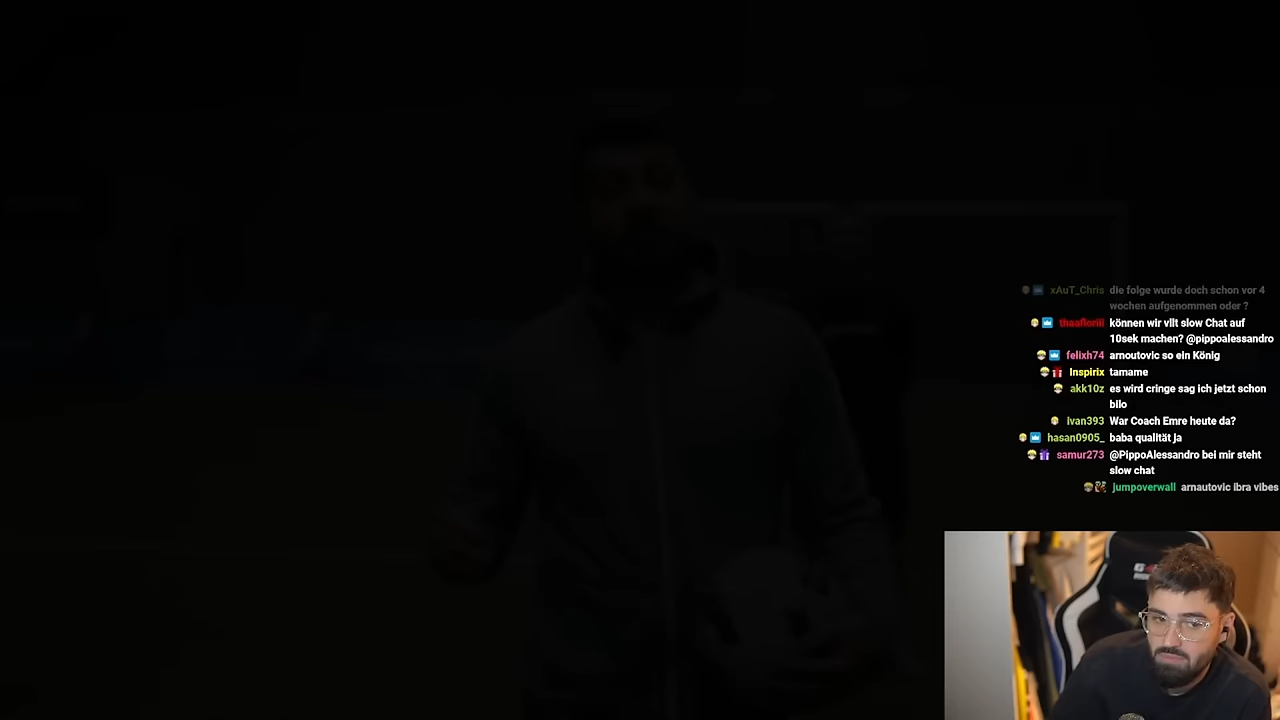 xAuT_Chris die folge wurde doch schon vor 4
wochen aufgenommen oder ?
thaafloriii können wir vllt slow Chat auf
10sek machen? @pippoalessandro
felixh74 arnoutovic so ein König
Inspirix tamame
akk10z es wird cringe sag ich jetzt schon
bilo
ivan393 War Coach Emre heute da?
hasan0905_ baba qualität ja
samur273 @PippoAlessandro bei mir steht
slow chat
jumpoverwall arnautovic ibra vibes